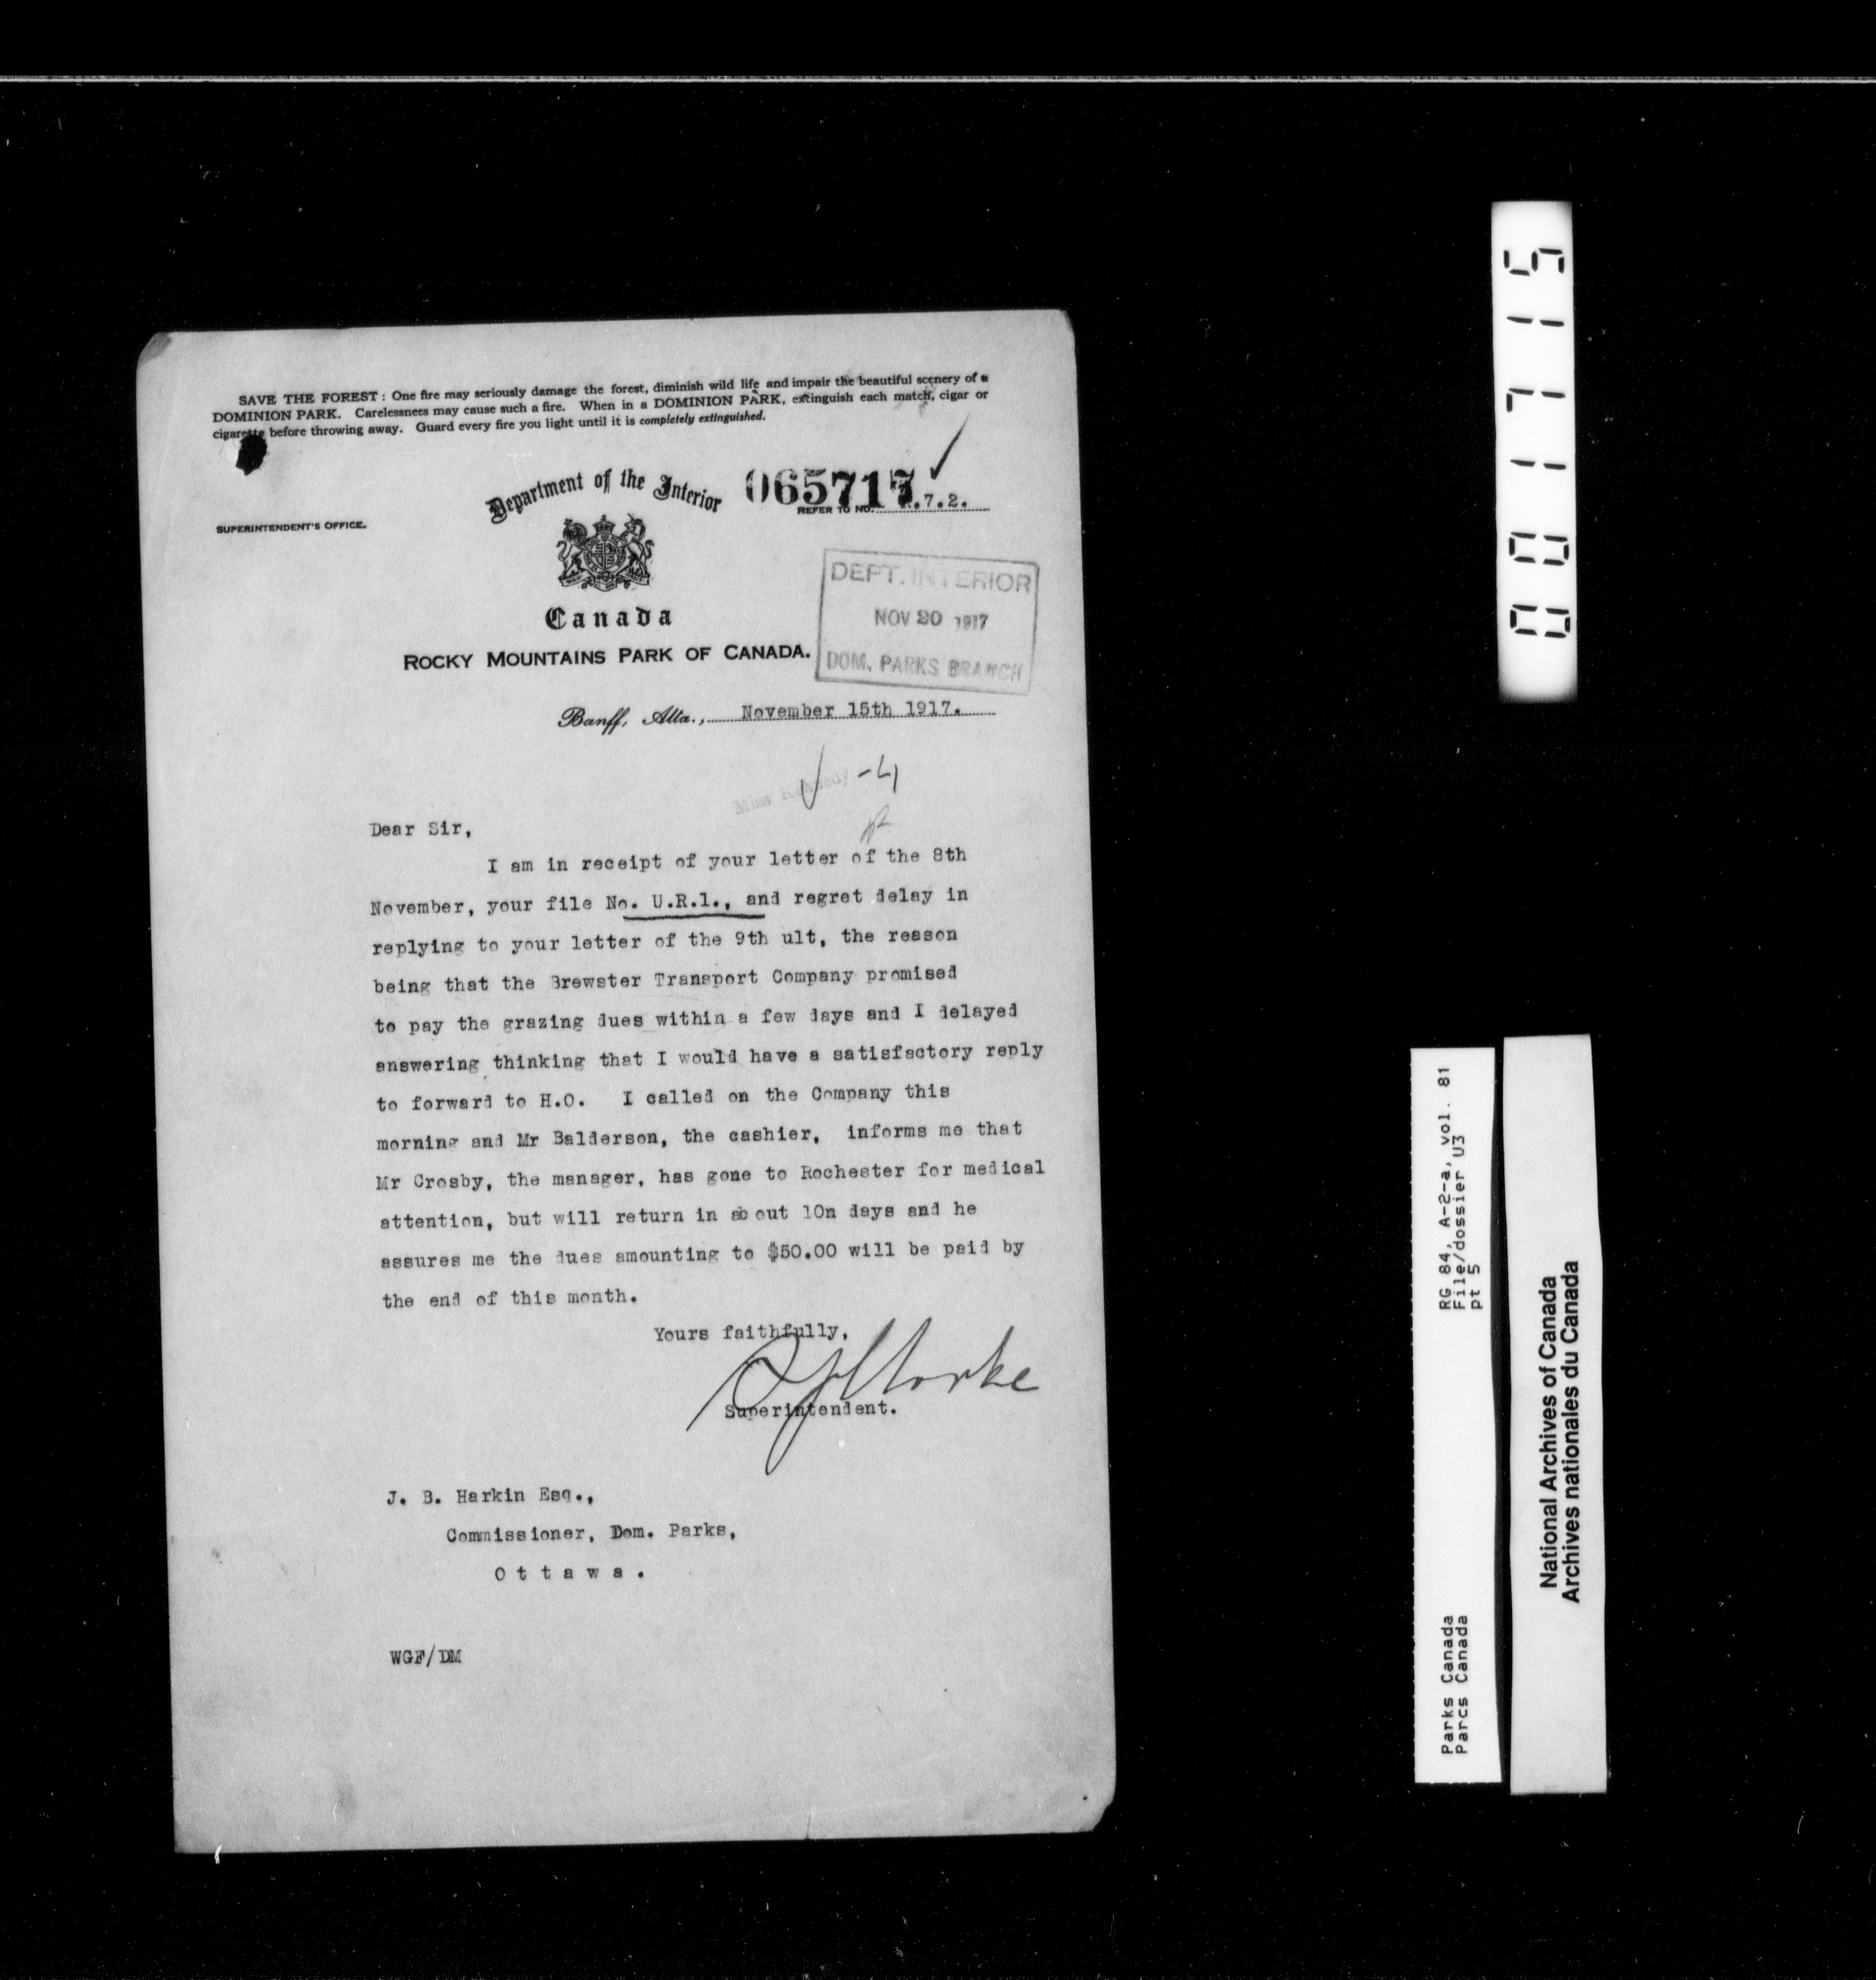 SAVE THE FOREST : One fire may seriously damage the forest, diminish wild life and impair the beautiful scenery of a
DOMINION PARK. Carelessness may cause such a fire. When in a DOMINION PARK, extinguish each match, cigar or
cigarette before throwing away. Guard every fire you light until it is completely extinguished.
Department of the Interior
065717
REFER TO NO. 7.2.
SUPERINTENDENT'S OFFICE.
Canada
DEPT. INTERIOR
NOV 20 1917
DOM. PARKS BRANCH
ROCKY MOUNTAINS PARK OF CANADA.
Banff, Alta., November 15th 1917.
Miss Kennedy -4
Dear Sir,
I am in receipt of your letter of the 8th
November, your file No. U.R.1., and regret delay in
replying to your letter of the 9th ult, the reason
being that the Brewster Transport Company promised
to pay the grazing dues within a few days and I delayed
answering thinking that I would have a satisfactory reply
to forward to H.O. I called on the Company this
morning and Mr Balderson, the cashier, informs me that
Mr Crosby, the manager, has gone to Rochester for medical
attention, but will return in about 10n days and he
assures me the dues amounting to $50.00 will be paid by
the end of this month.
Yours faithfully,
Superintendent.
J. B. Harkin Esq.,
Commissioner, Dom. Parks,
Ottawa.
WGF/DM
001715
RG 84, A-2-a, vol. 81
File/dossier U3
pt 5
Parks Canada
Parcs Canada
National Archives of Canada
Archives nationales du Canada